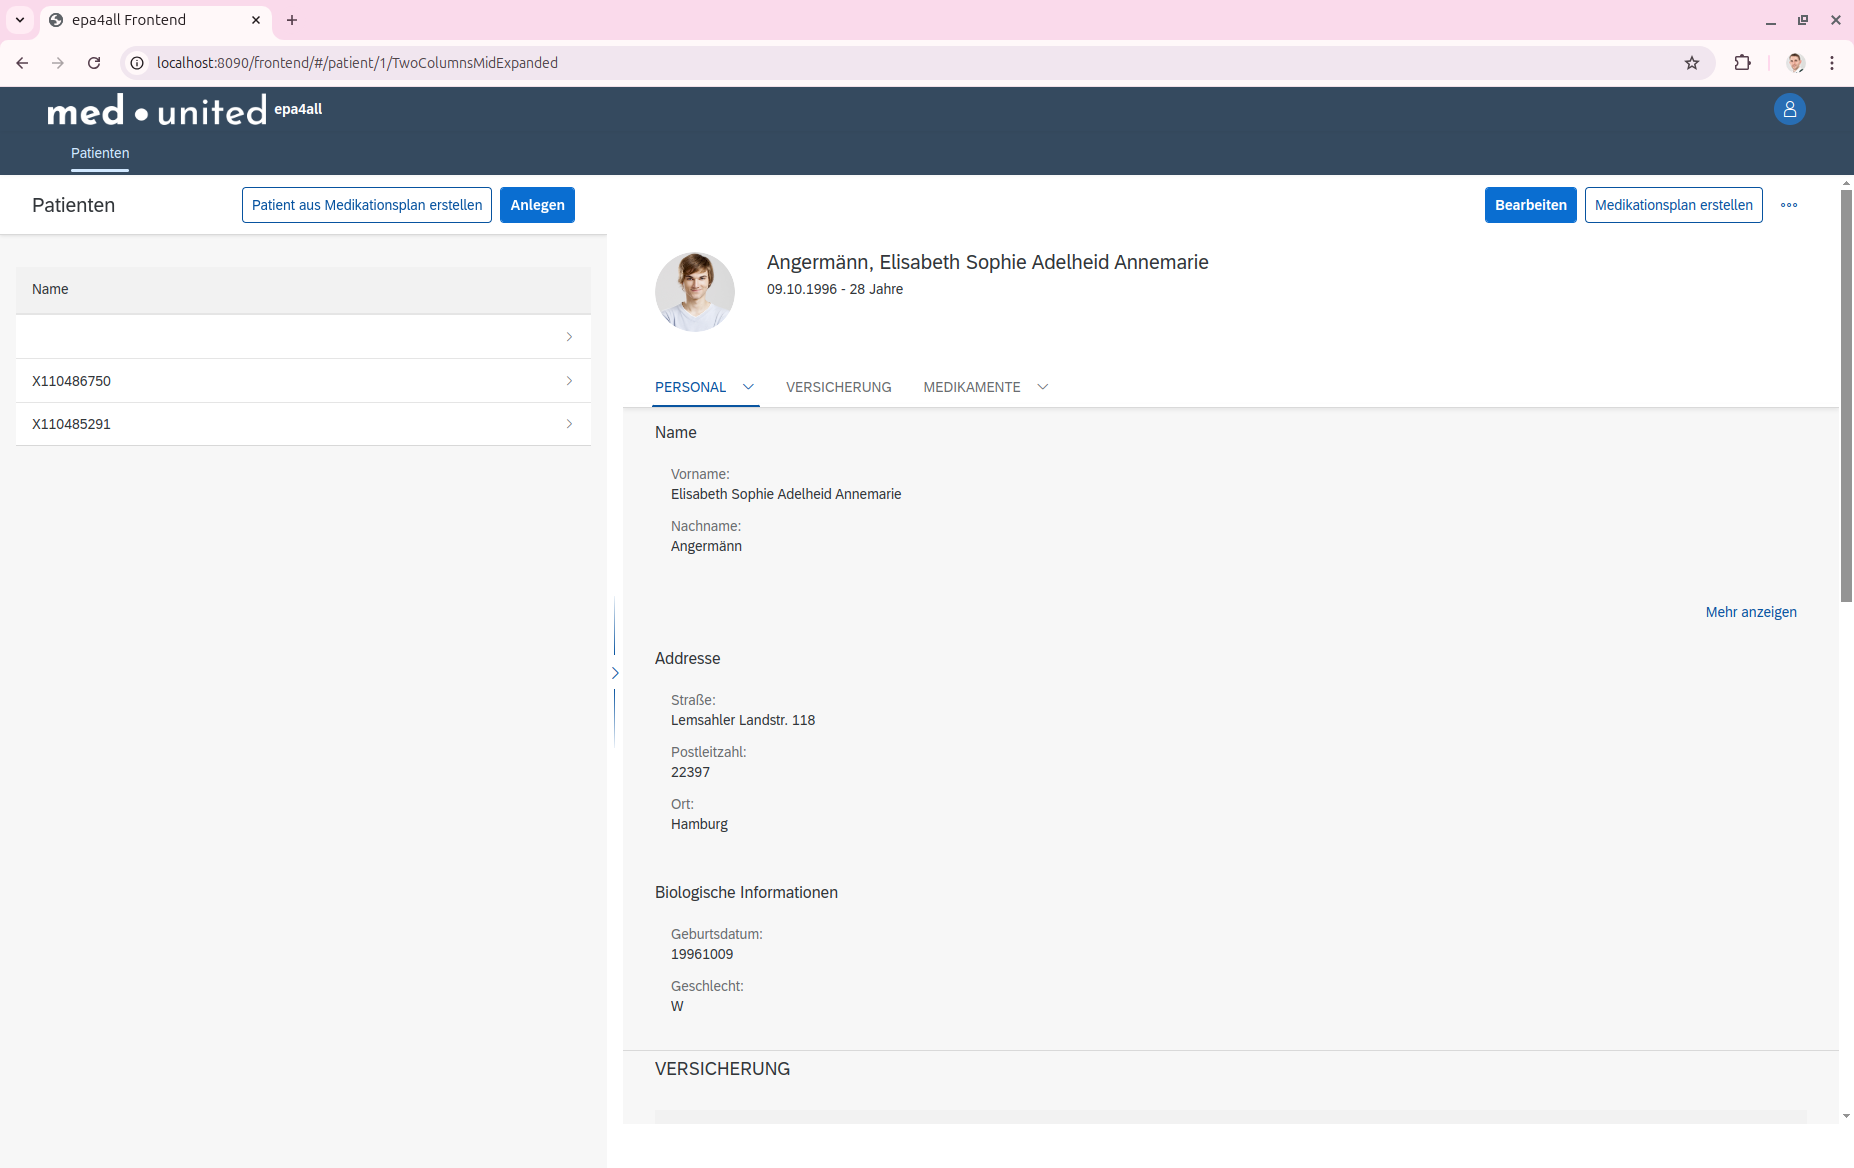 epa4all Frontend
localhost:8090/frontend/#/patient/1/TwoColumnsMidExpanded
med • united epa4all
Patienten
Patienten
Patient aus Medikationsplan erstellen
Anlegen
Bearbeiten
Medikationsplan erstellen
Name
X110486750
X110485291
Angermänn, Elisabeth Sophie Adelheid Annemarie
09.10.1996 - 28 Jahre
PERSONAL
VERSICHERUNG
MEDIKAMENTE
Name
Vorname:
Elisabeth Sophie Adelheid Annemarie
Nachname:
Angermänn
Mehr anzeigen
Addresse
Straße:
Lemsahler Landstr. 118
Postleitzahl:
22397
Ort:
Hamburg
Biologische Informationen
Geburtsdatum:
19961009
Geschlecht:
W
VERSICHERUNG